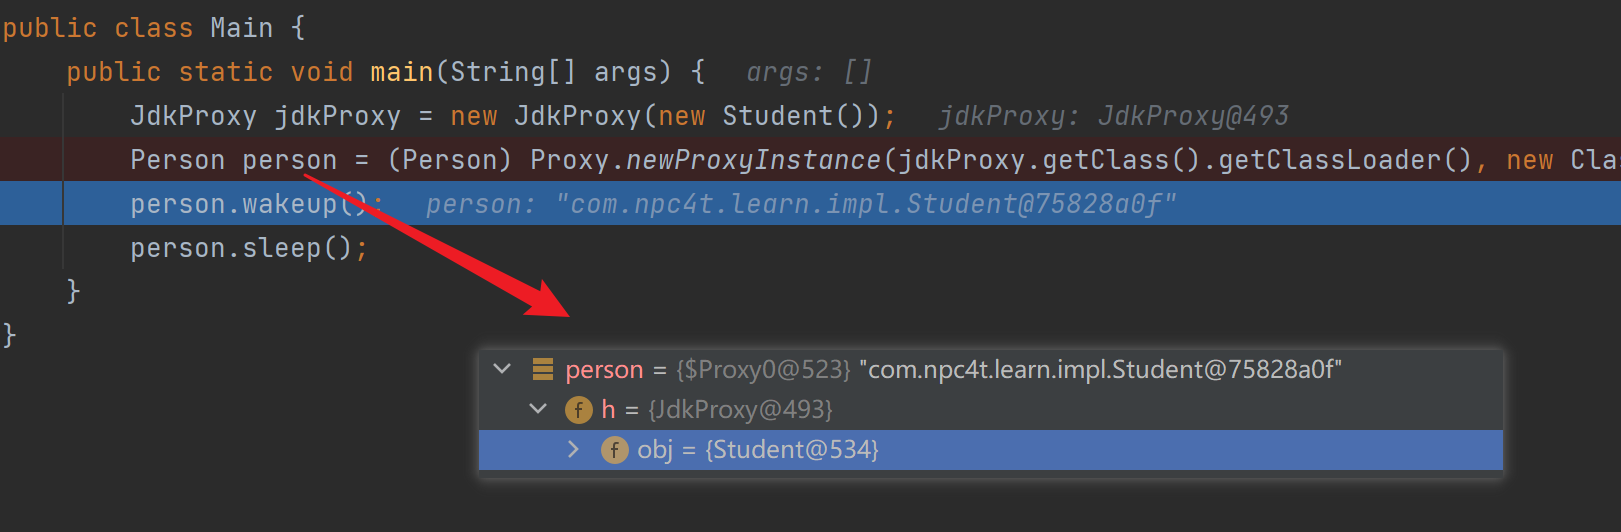 public class Main {
public static void main(String[] args) { args: []
JdkProxy jdkProxy = new JdkProxy(new Student()); jdkProxy: JdkProxy@493
Person person = (Person) Proxy.newProxyInstance(jdkProxy.getClass().getClassLoader(), new Clas
person.wakeup(); person: "com.npc4t.learn.impl.Student@75828a0f"
person.sleep();
}
}
person = {$Proxy0@523} "com.npc4t.learn.impl.Student@75828a0f"
f h = {JdkProxy@493}
f obj = {Student@534}